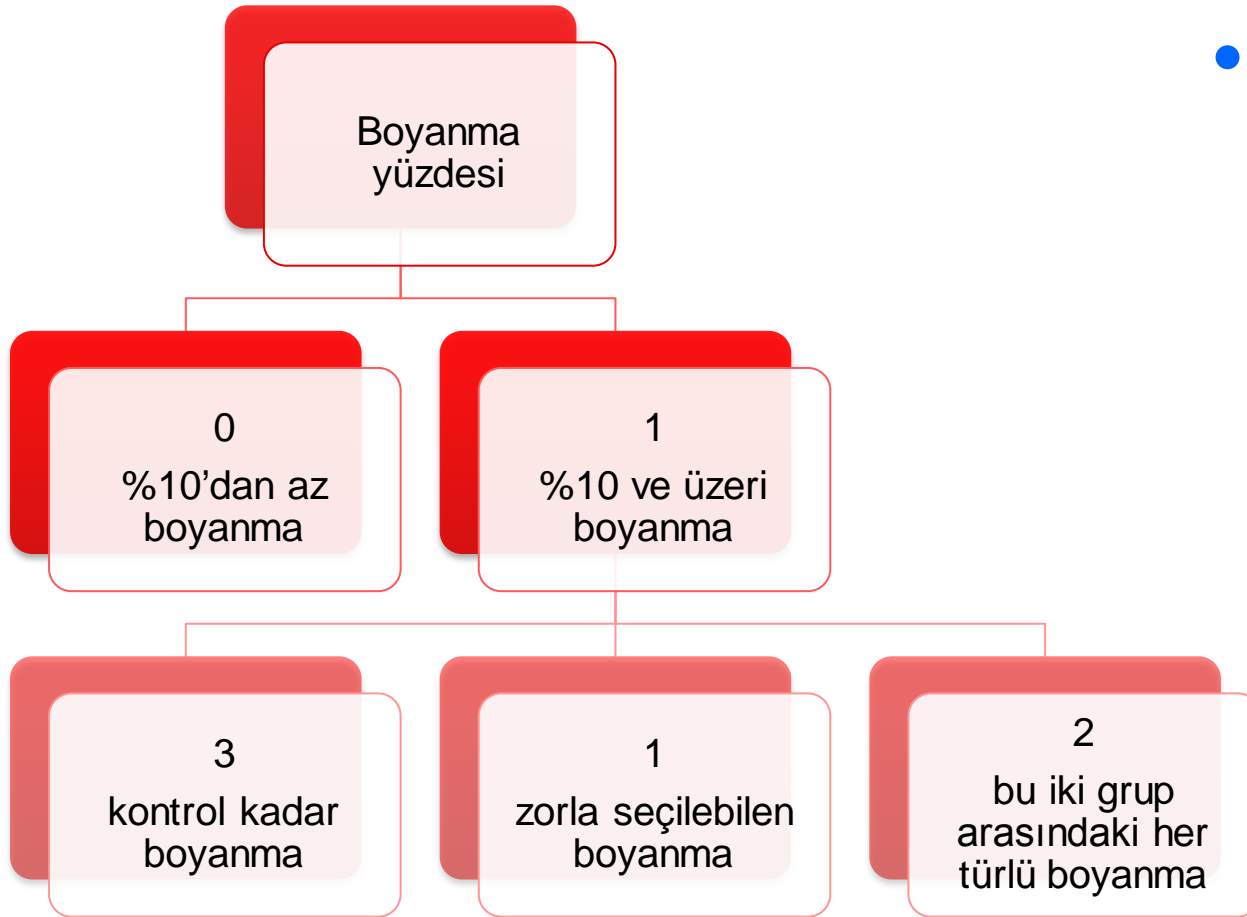 Boyanma
yüzdesi
0
%10’dan az
boyanma
1
%10 ve üzeri
boyanma
3
kontrol kadar
boyanma
1
zorla seçilebilen
boyanma
2
bu iki grup
arasındaki her
türlü boyanma